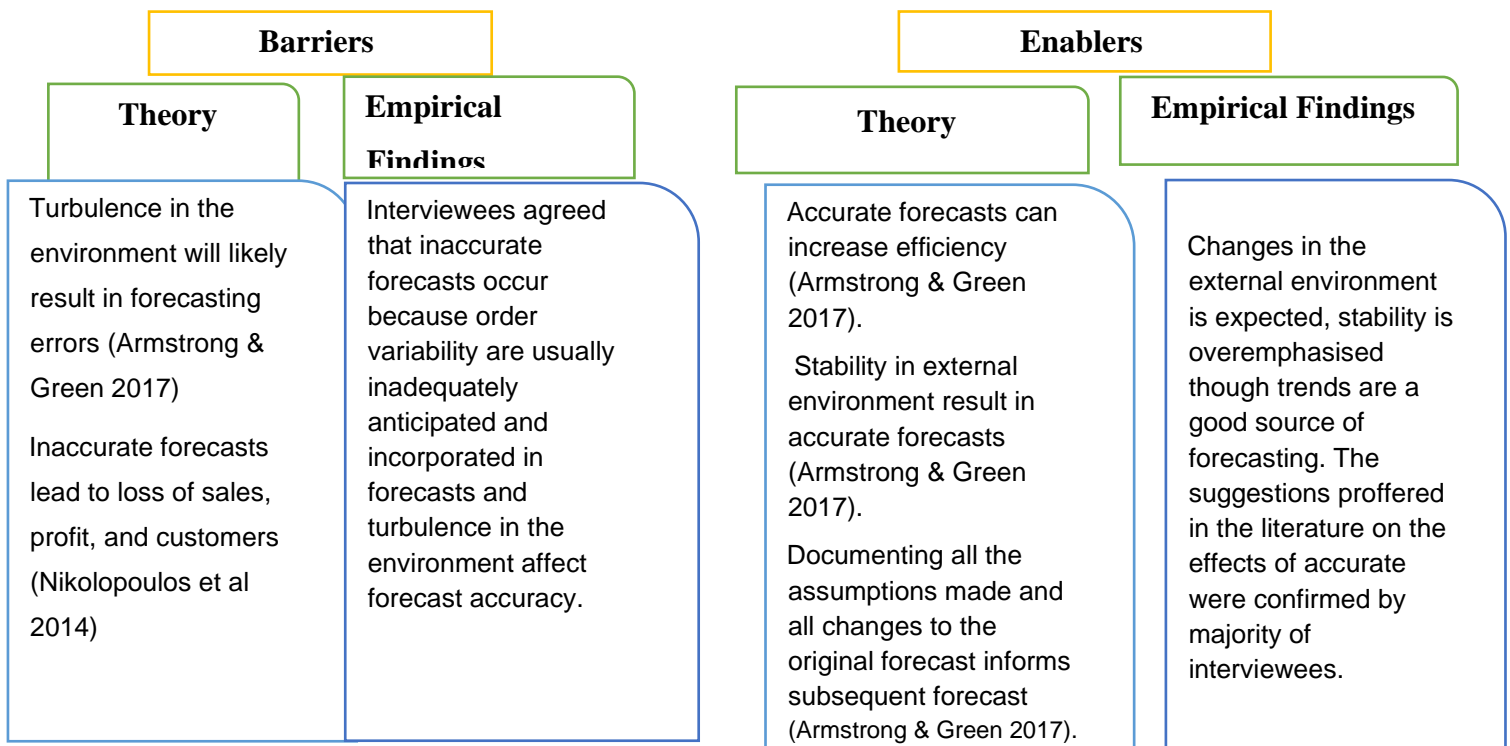 Barriers
Theory
Empirical
Findings
Turbulence in the
environment will likely
result in forecasting
errors (Armstrong &
Green 2017)
Inaccurate forecasts
lead to loss of sales,
profit, and customers
(Nikolopoulos et al
2014)
Interviewees agreed
that inaccurate
forecasts occur
because order
variability are usually
inadequately
anticipated and
incorporated in
forecasts and
turbulence in the
environment affect
forecast accuracy.
Enablers
Theory
Empirical Findings
Accurate forecasts can
increase efficiency
(Armstrong & Green
2017).
Stability in external
environment result in
accurate forecasts
(Armstrong & Green
2017).
Documenting all the
assumptions made and
all changes to the
original forecast informs
subsequent forecast
(Armstrong & Green 2017).
Changes in the
external environment
is expected, stability is
overemphasised
though trends are a
good source of
forecasting. The
suggestions proffered
in the literature on the
effects of accurate
were confirmed by
majority of
interviewees.